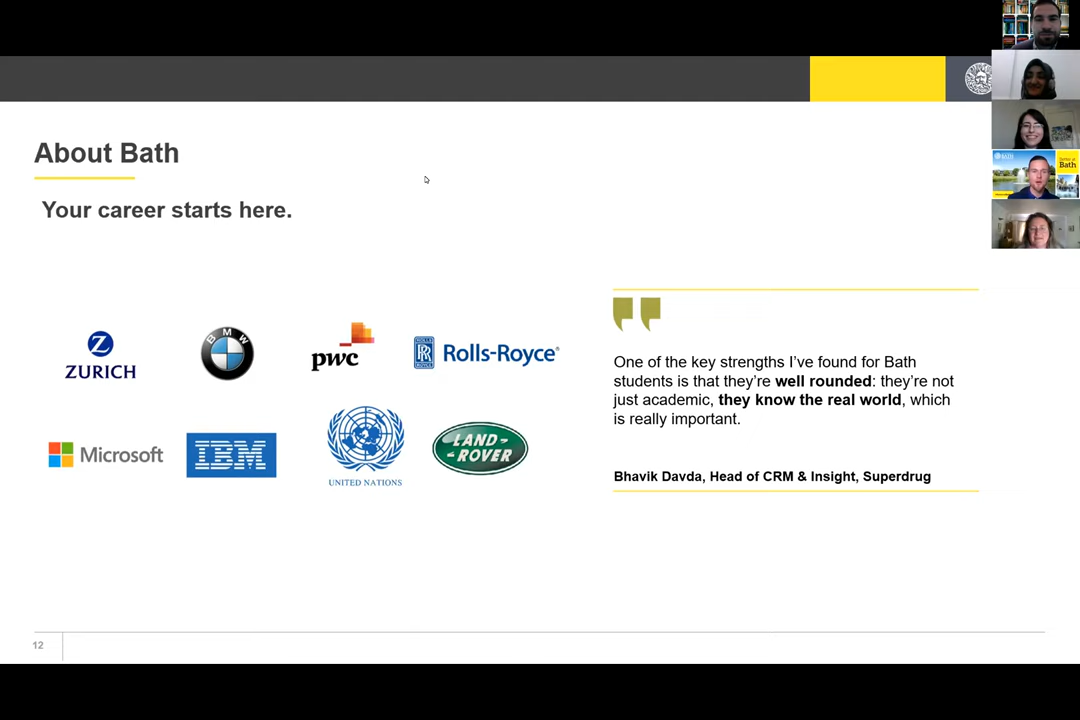 About Bath
Your career starts here.
ZURICH
BMW
pwc
Rolls-Royce
Microsoft
IBM
UNITED NATIONS
LAND-
ROVER
One of the key strengths I’ve found for Bath
students is that they’re well rounded: they’re not
just academic, they know the real world, which
is really important.
Bhavik Davda, Head of CRM & Insight, Superdrug
12
Bath